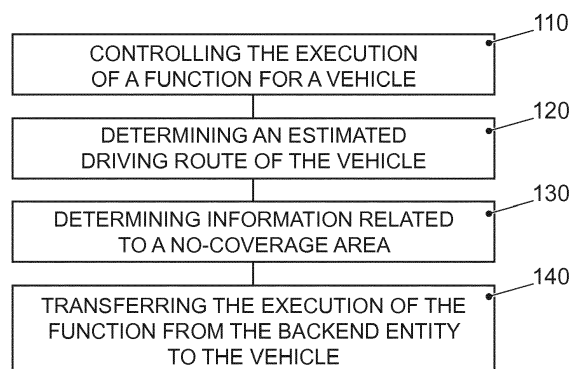 110
CONTROLLING THE EXECUTION
OF A FUNCTION FOR A VEHICLE
120
DETERMINING AN ESTIMATED
DRIVING ROUTE OF THE VEHICLE
130
DETERMINING INFORMATION RELATED
TO A NO-COVERAGE AREA
140
TRANSFERRING THE EXECUTION OF THE
FUNCTION FROM THE BACKEND ENTITY
TO THE VEHICLE